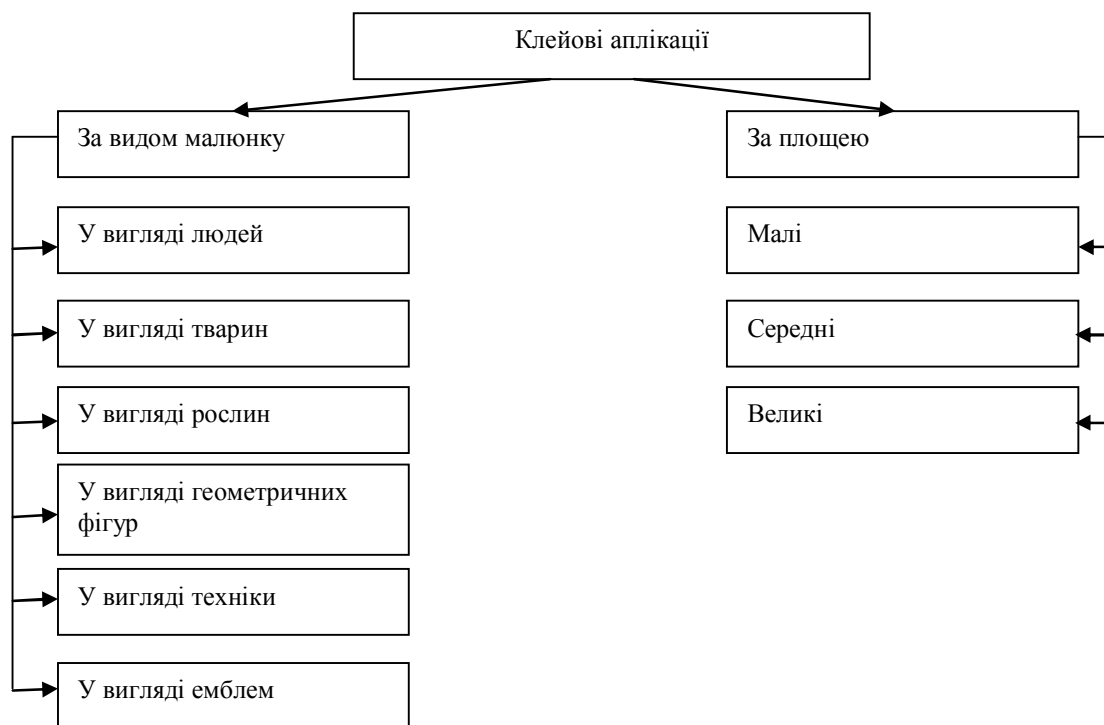 Клейові аплікації
За видом малюнку
За площею
У вигляді людей
Малі
У вигляді тварин
Середні
У вигляді рослин
Великі
У вигляді геометричних
фігур
У вигляді техніки
У вигляді емблем